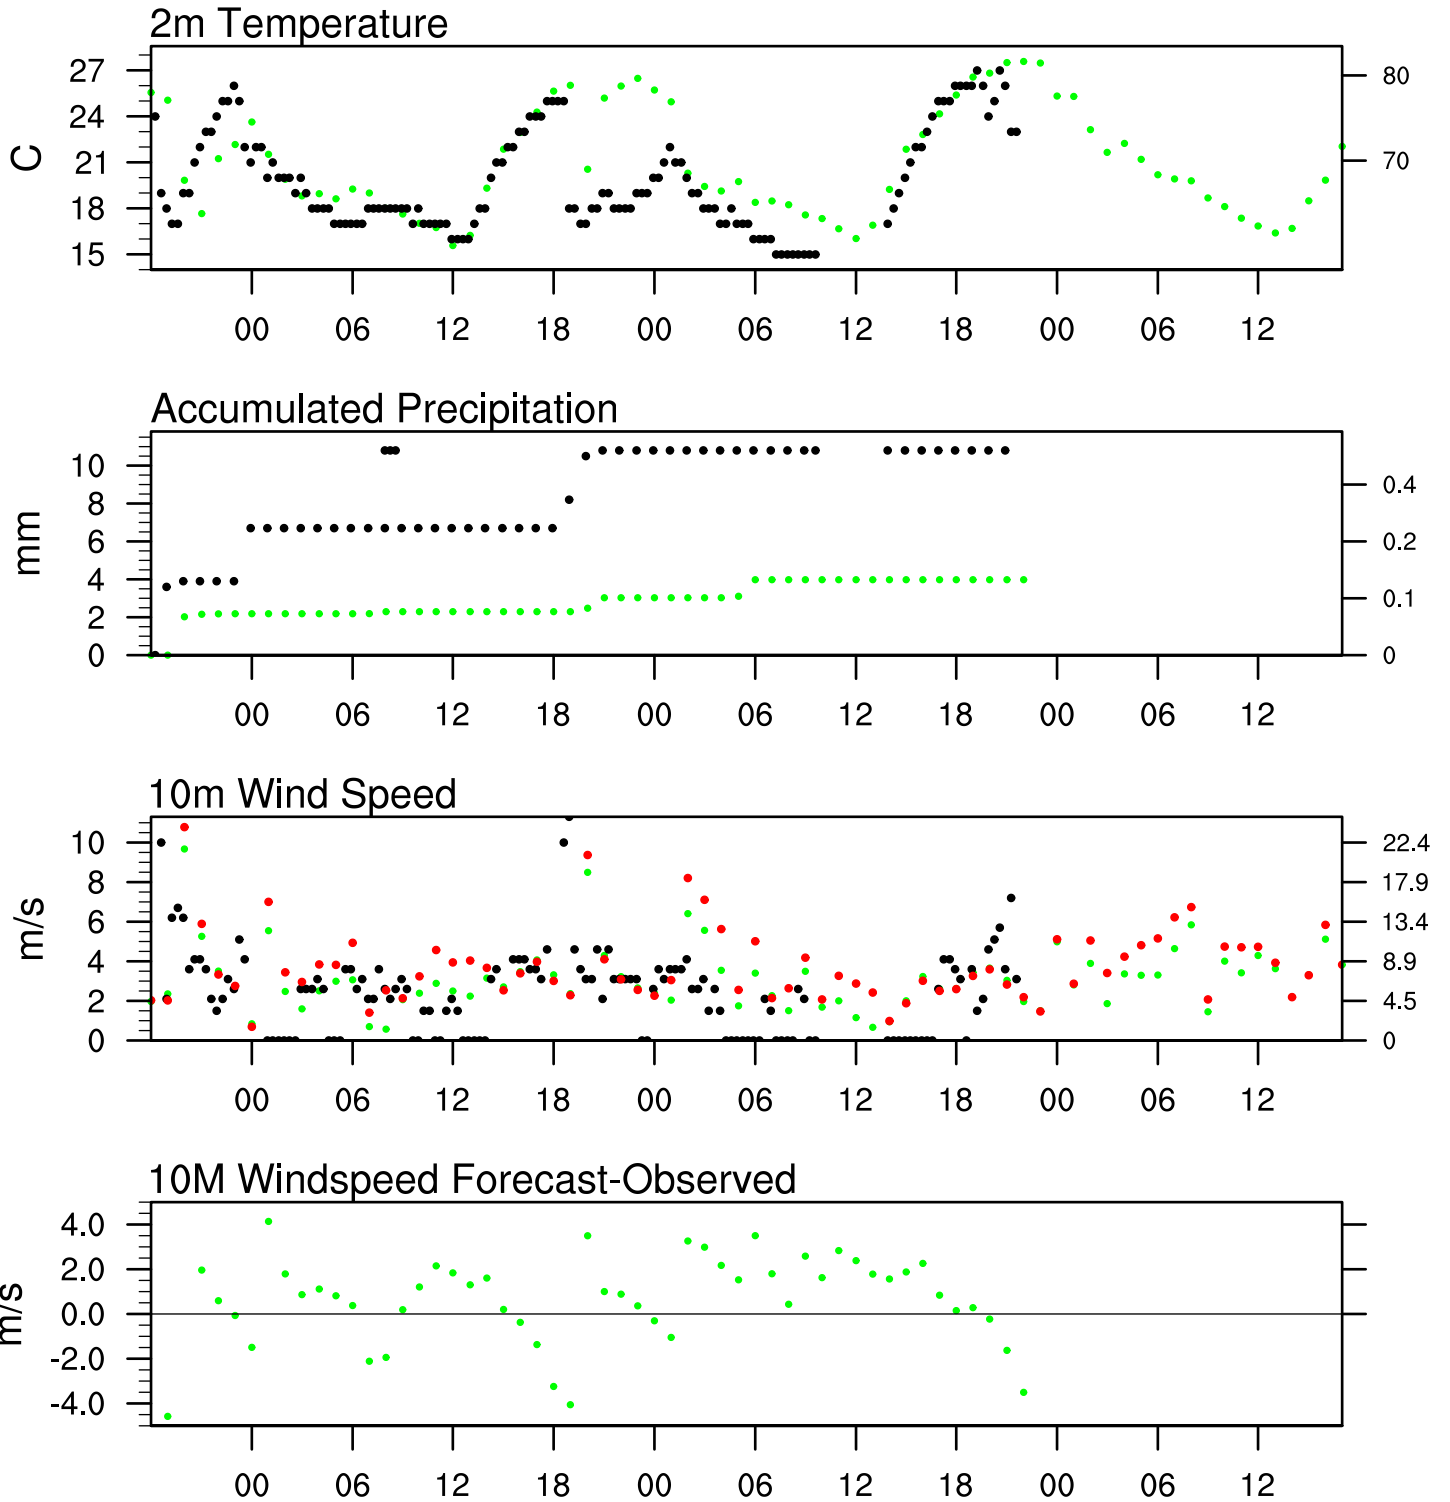 2m Temperature
27
24
21
18
15
C
80
70
00 06 12 18 00 06 12 18 00 06 12
Accumulated Precipitation
10
8
6
4
2
0
mm
0.4
0.2
0.1
0
00 06 12 18 00 06 12 18 00 06 12
10m Wind Speed
10
8
6
4
2
0
m/s
22.4
17.9
13.4
8.9
4.5
0
00 06 12 18 00 06 12 18 00 06 12
10M Windspeed Forecast-Observed
4.0
2.0
0.0
-2.0
-4.0
m/s
00 06 12 18 00 06 12 18 00 06 12